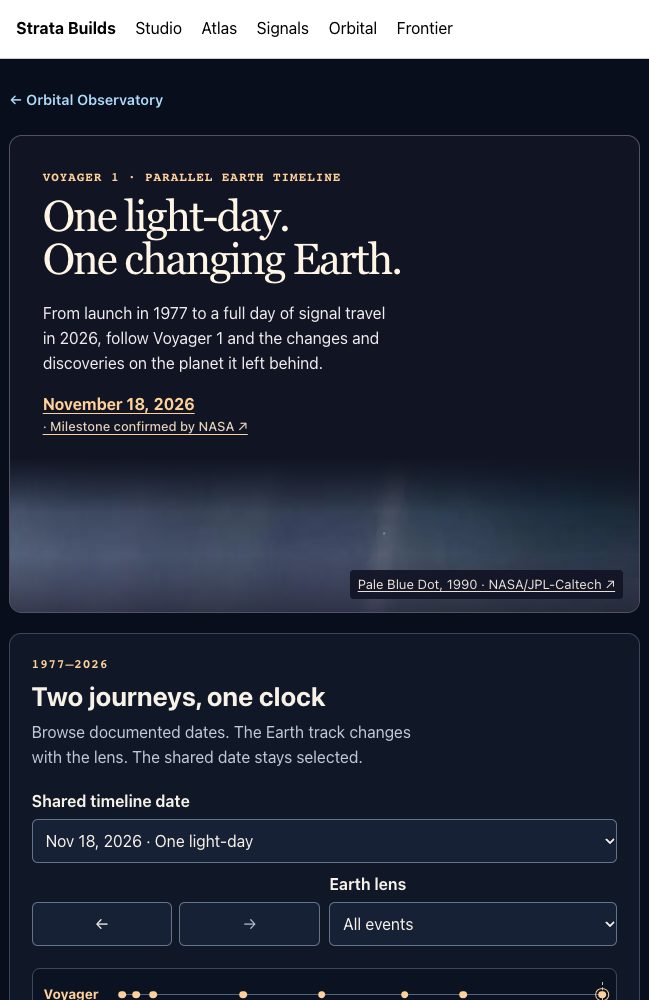 Strata Builds Studio Atlas Signals Orbital Frontier
← Orbital Observatory
VOYAGER 1 · PARALLEL EARTH TIMELINE
One light-day.
One changing Earth.
From launch in 1977 to a full day of signal travel
in 2026, follow Voyager 1 and the changes and
discoveries on the planet it left behind.
November 18, 2026
· Milestone confirmed by NASA ↗
Pale Blue Dot, 1990 · NASA/JPL-Caltech ↗
1977—2026
Two journeys, one clock
Browse documented dates. The Earth track changes
with the lens. The shared date stays selected.
Shared timeline date
Nov 18, 2026 · One light-day
Earth lens
← → All events
Voyager